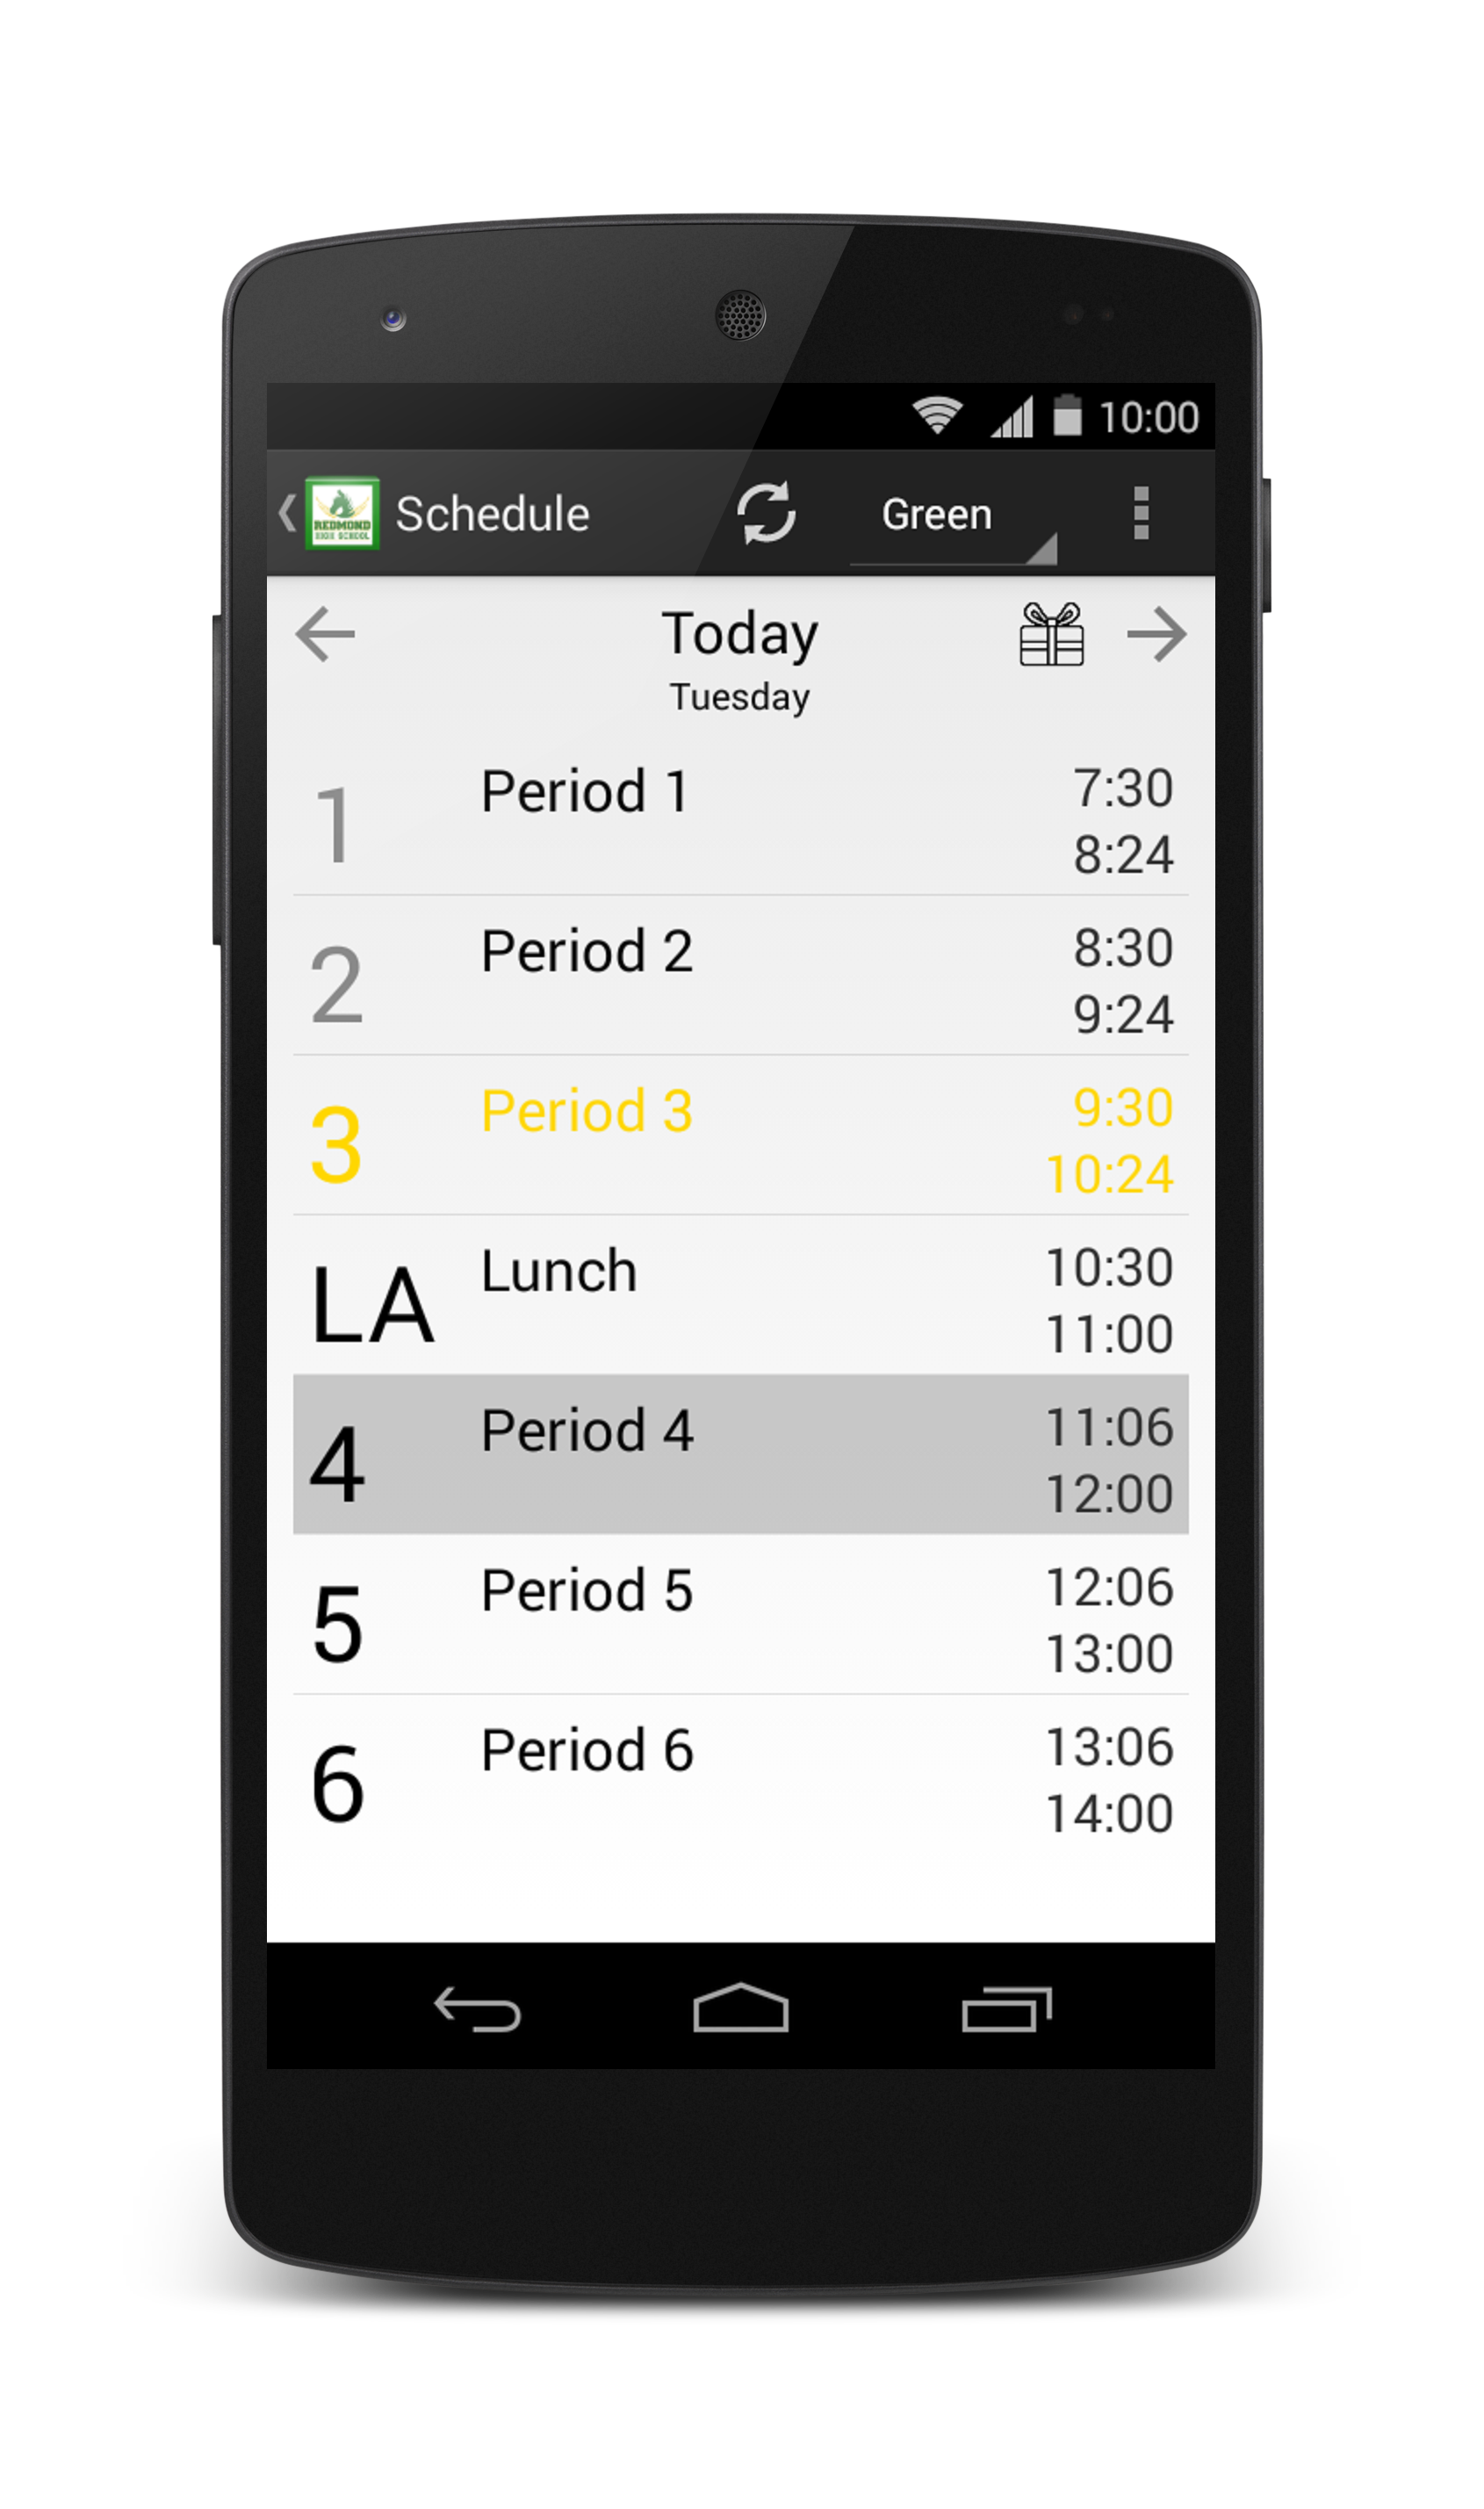 10:00
REDMOND
HIGH SCHOOL
Schedule
Green
Today
Tuesday
1 Period 1 7:30
8:24
2 Period 2 8:30
9:24
3 Period 3 9:30
10:24
LA Lunch 10:30
11:00
4 Period 4 11:06
12:00
5 Period 5 12:06
13:00
6 Period 6 13:06
14:00